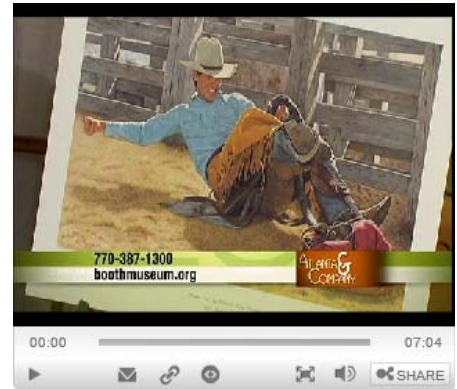 770-387-1300
boothmuseum.org
ATLANTA &
COMPANY
00:00
07:04
SHARE